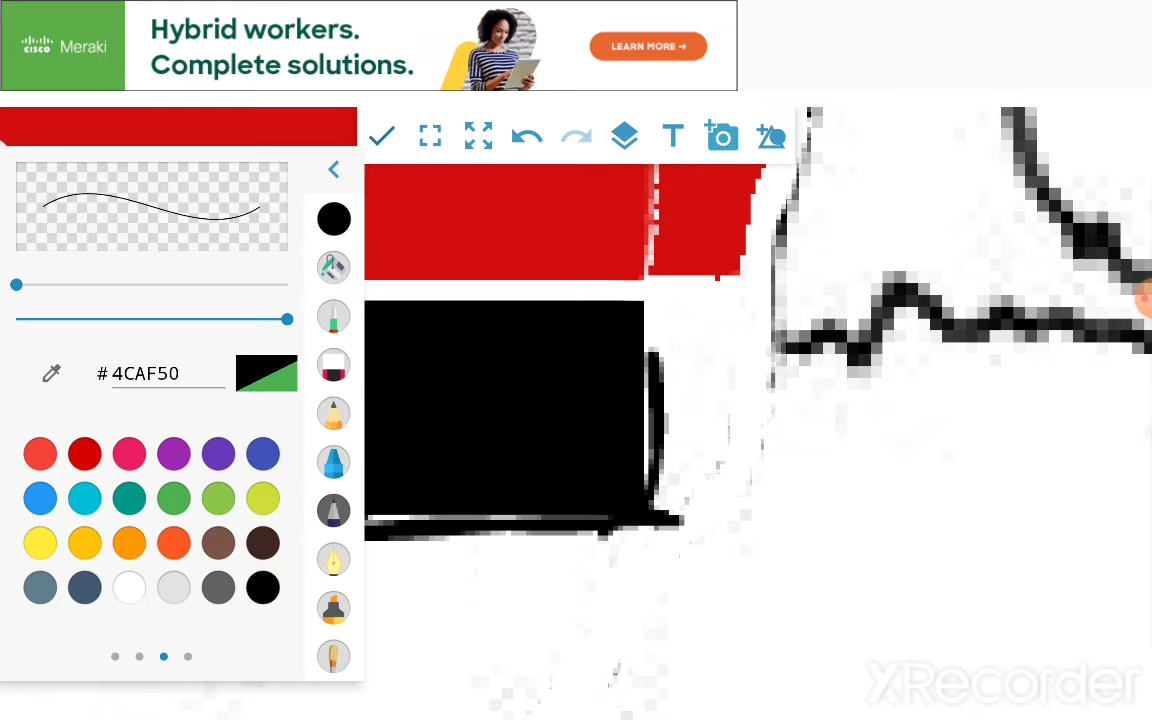 Hybrid workers.
Complete solutions.
CISCO Meraki
LEARN MORE →
T
# 4CAF50
XRecorder